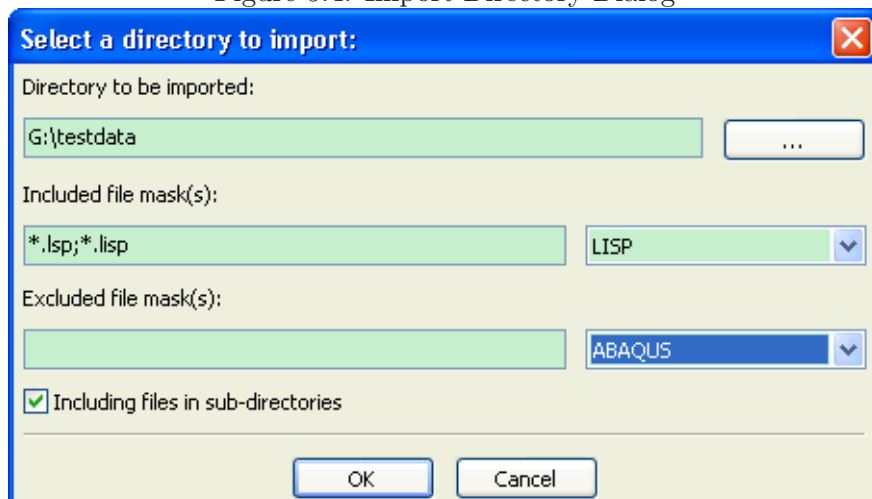 Select a directory to import:
Directory to be imported:
G:\testdata
...
Included file mask(s):
*.lsp;*.lisp
LISP
Excluded file mask(s):
ABAQUS
Including files in sub-directories
OK Cancel